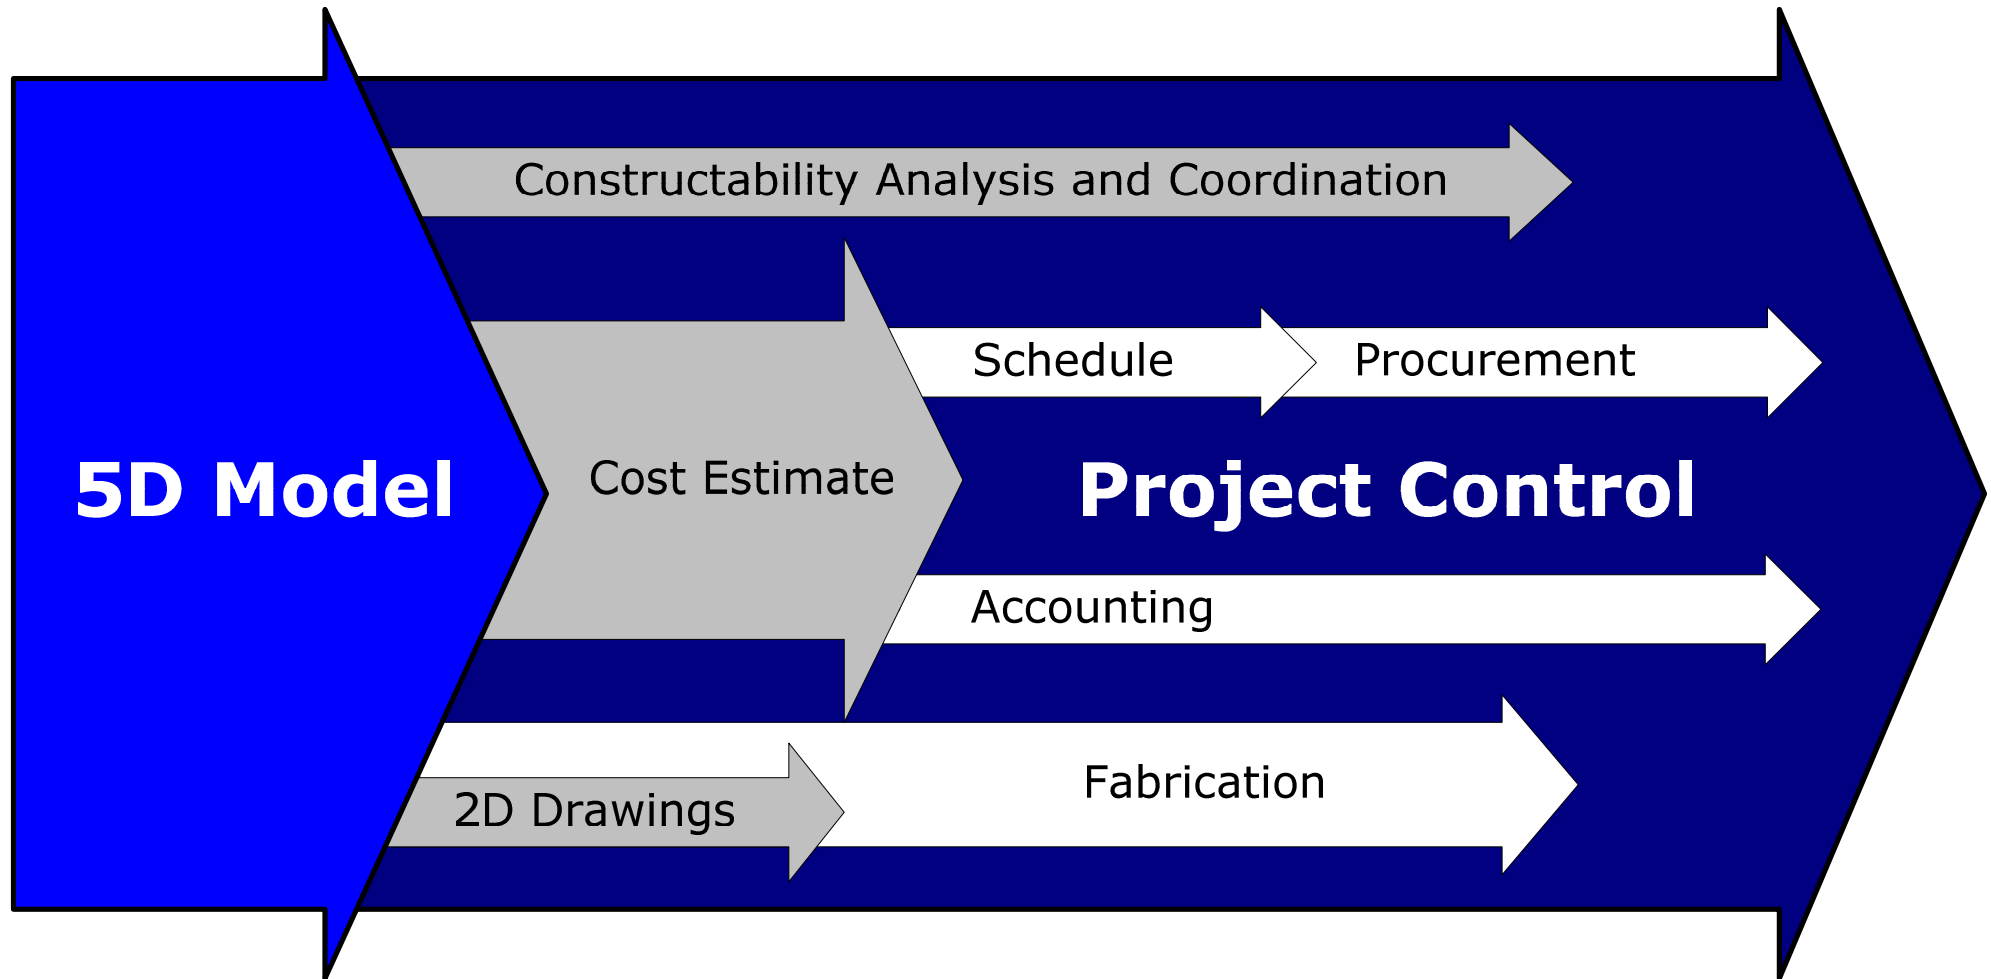 Constructability Analysis and Coordination
Schedule
Procurement
Cost Estimate
5D Model
Project Control
Accounting
Fabrication
2D Drawings